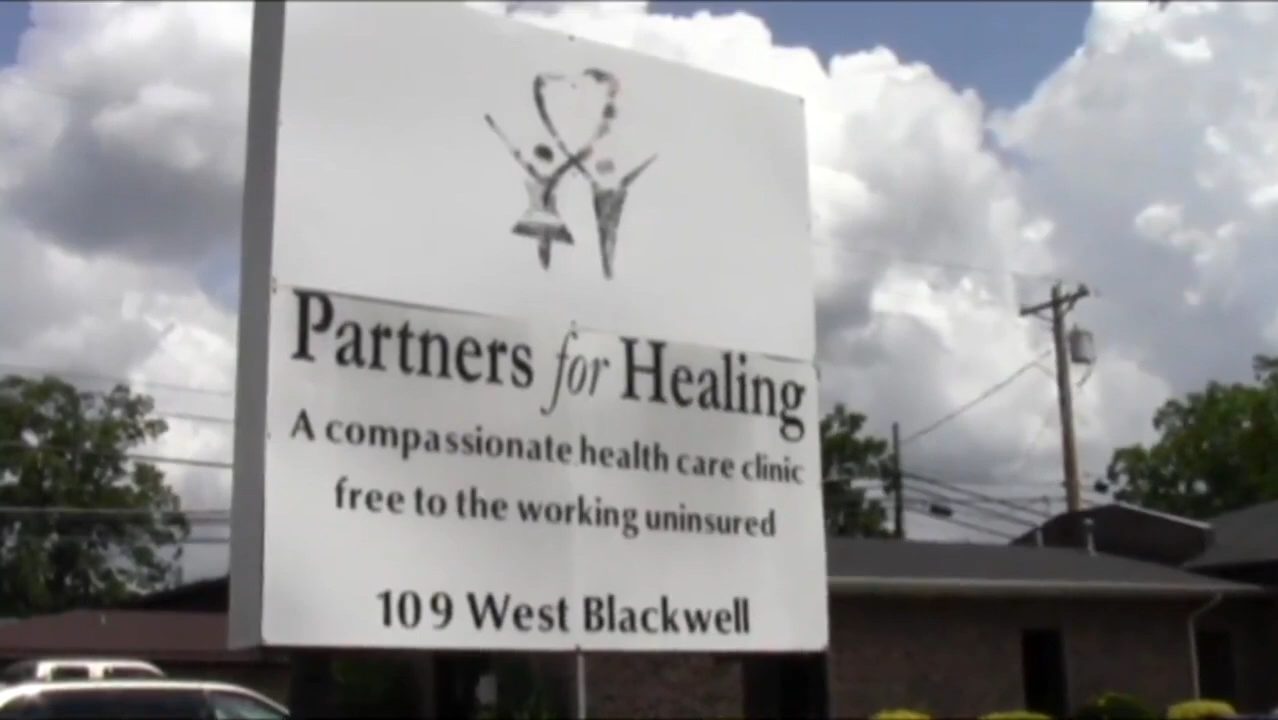 Partners for Healing
A compassionate health care clinic
free to the working uninsured
109 West Blackwell